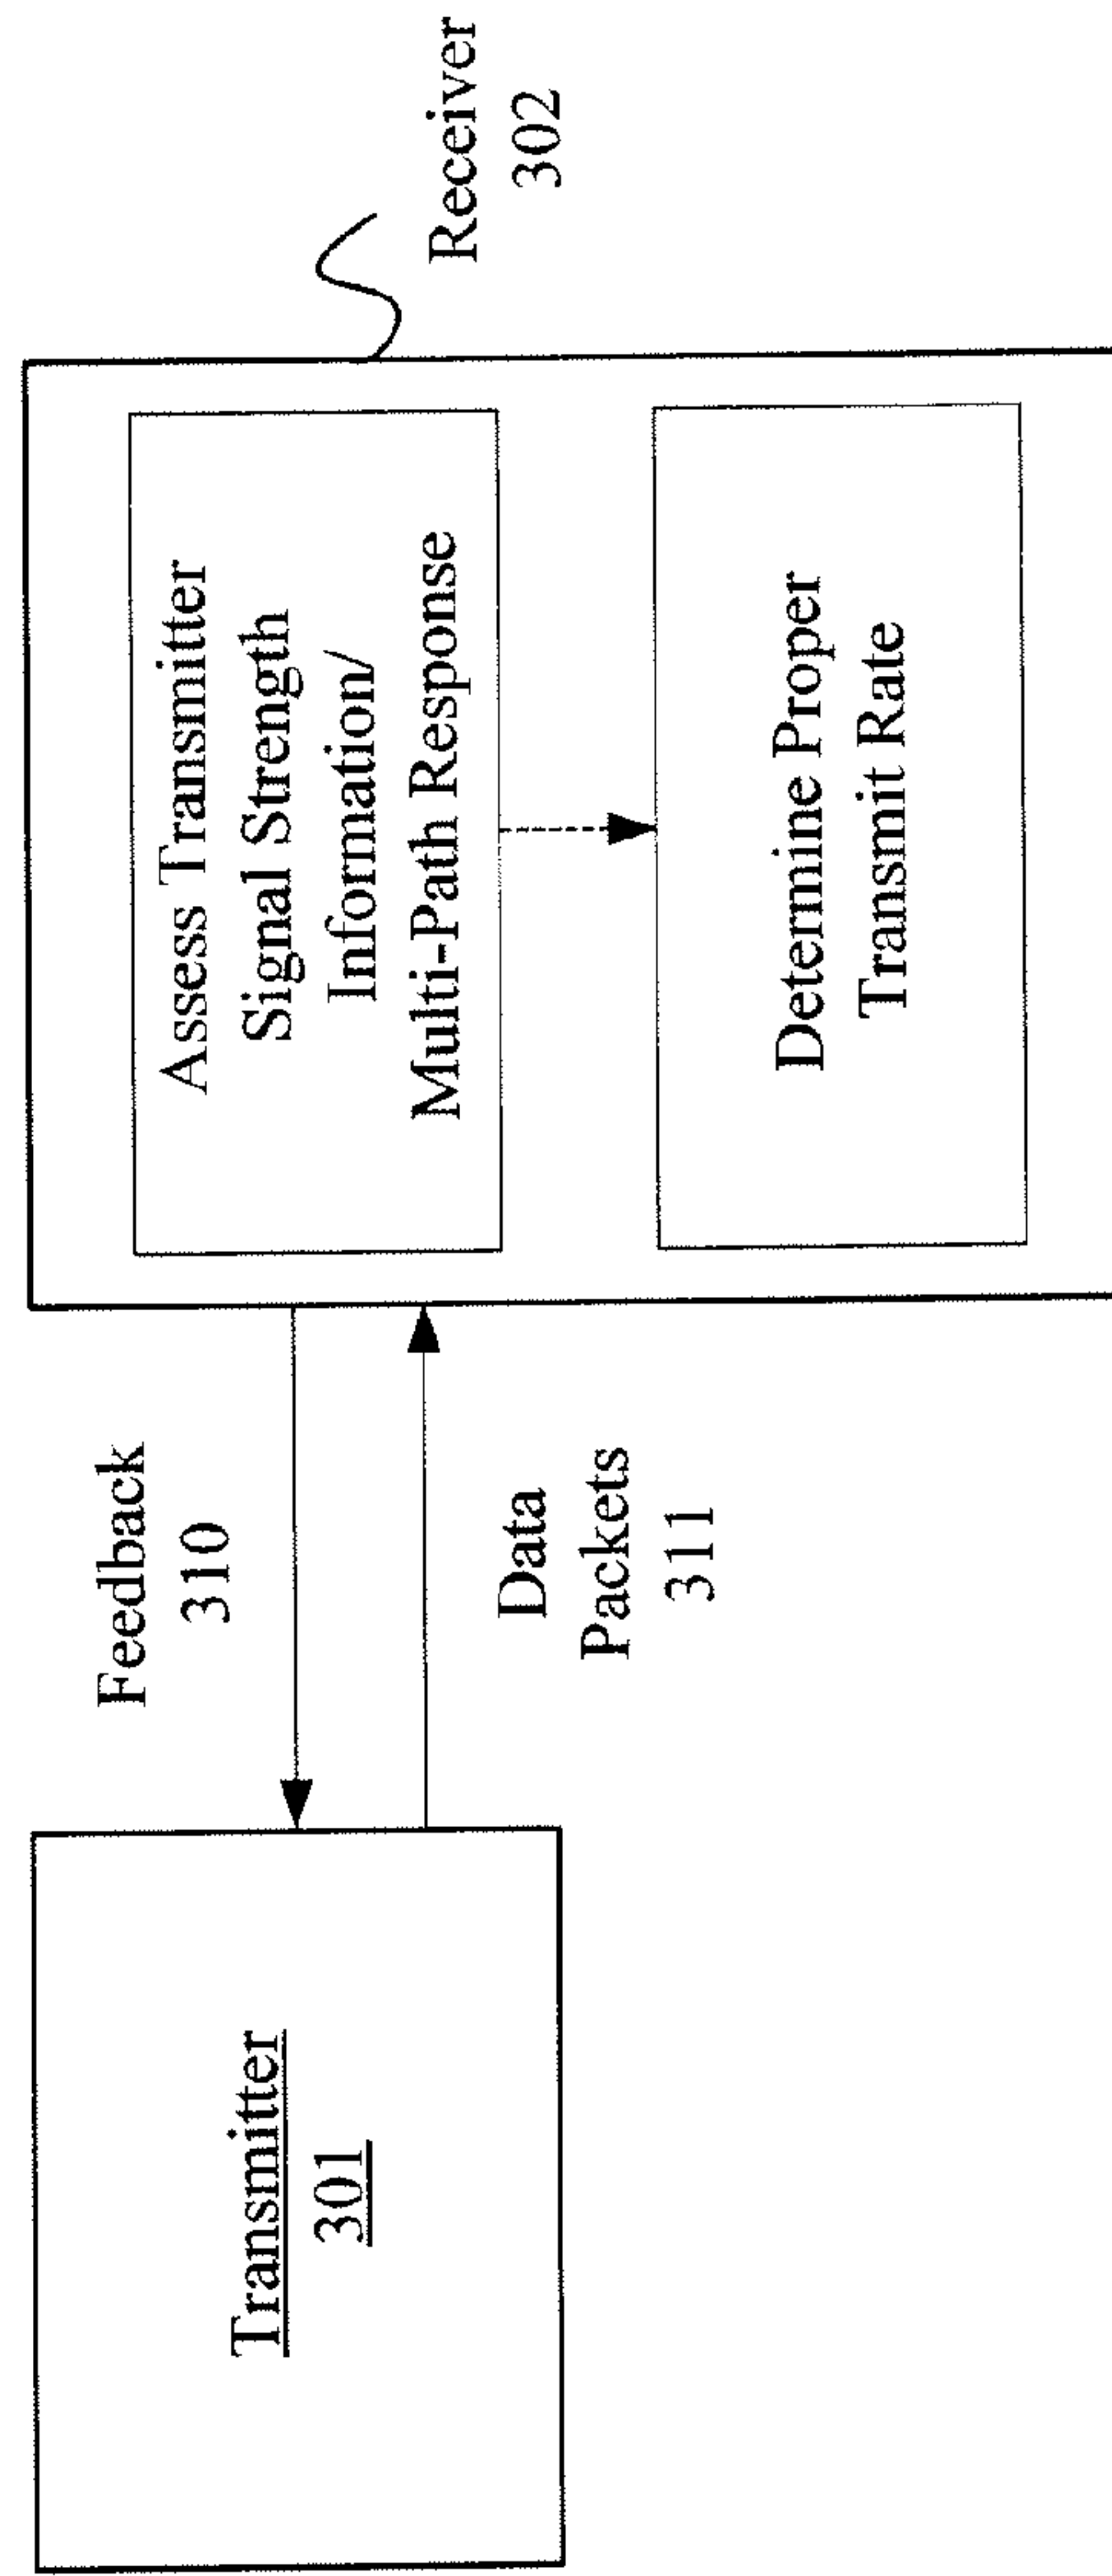 Transmitter
301
Feedback
310
Data
Packets
311
Assess Transmitter
Signal Strength
Information/
Multi-Path Response
Determine Proper
Transmit Rate
Receiver
302